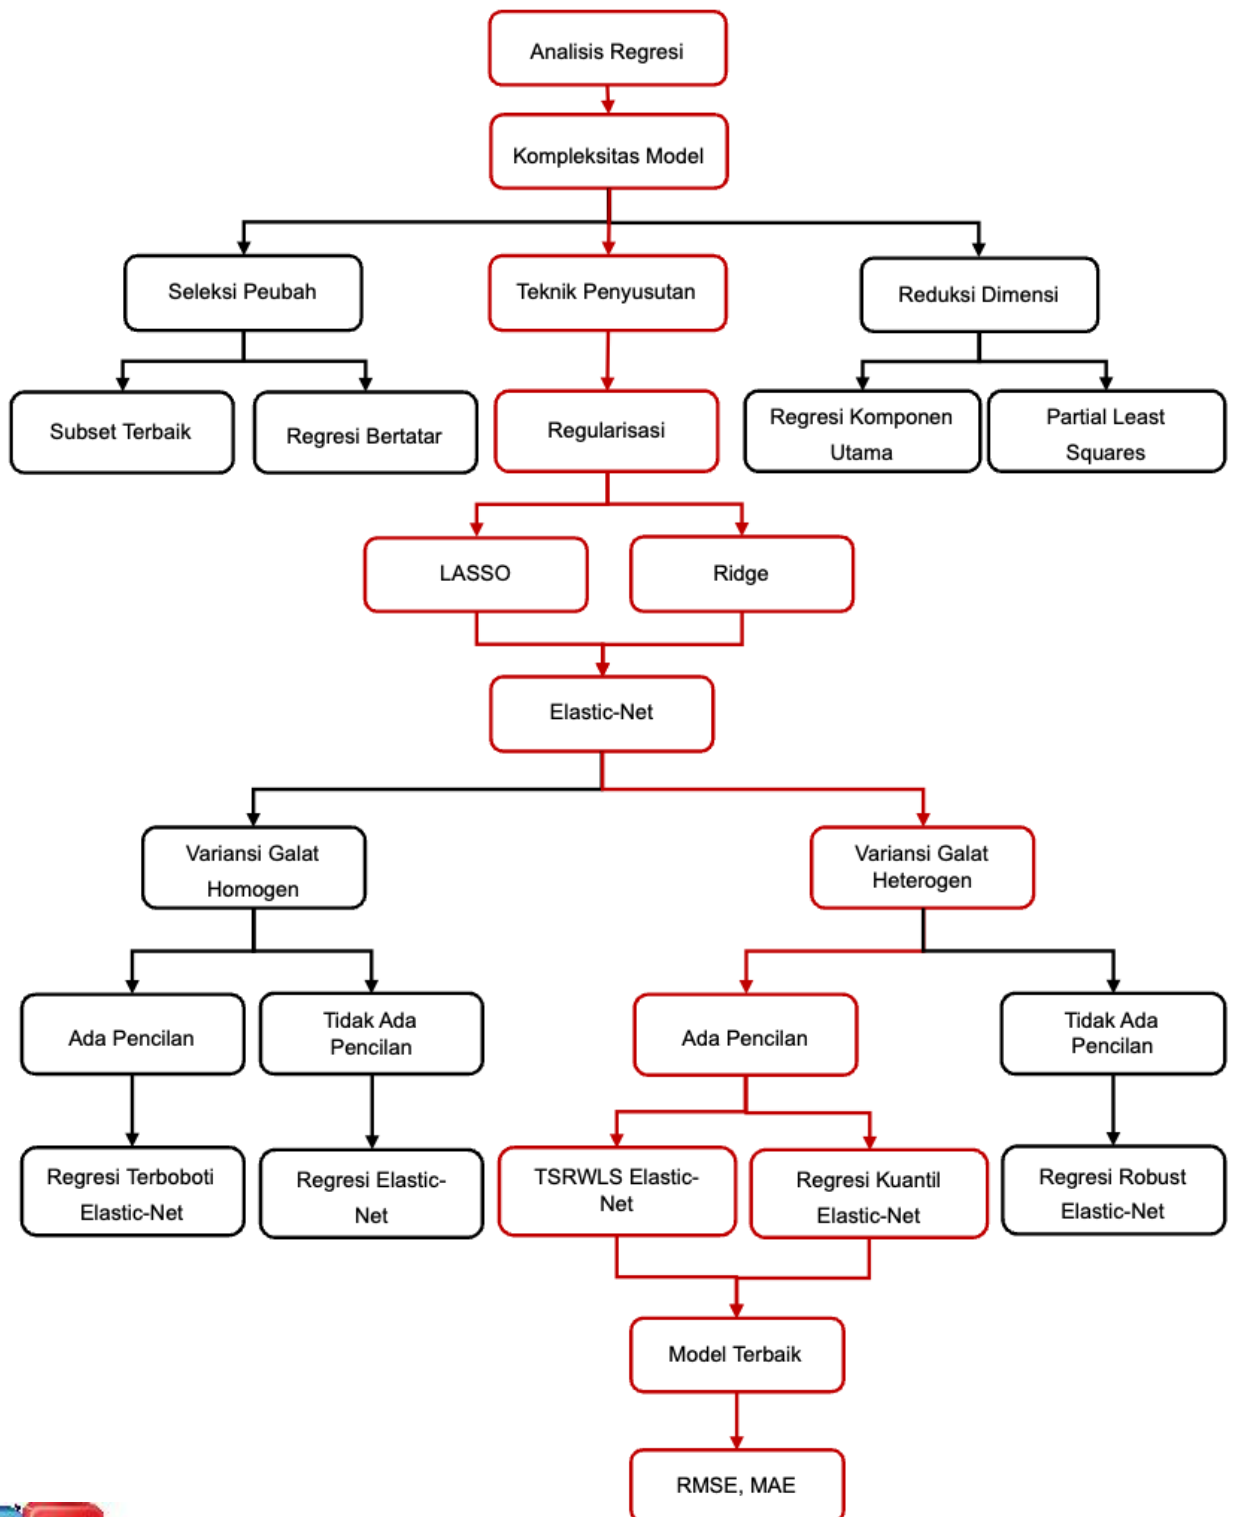 Analisis Regresi
Kompleksitas Model
Seleksi Peubah
Teknik Penyusutan
Reduksi Dimensi
Subset Terbaik
Regresi Bertatar
Regularisasi
Regresi Komponen
Utama
Partial Least
Squares
LASSO
Ridge
Elastic-Net
Variansi Galat
Homogen
Variansi Galat
Heterogen
Ada Pencilan
Tidak Ada
Pencilan
Ada Pencilan
Tidak Ada
Pencilan
Regresi Terboboti
Elastic-Net
Regresi Elastic-
Net
TSRWLS Elastic-
Net
Regresi Kuantil
Elastic-Net
Regresi Robust
Elastic-Net
Model Terbaik
RMSE, MAE